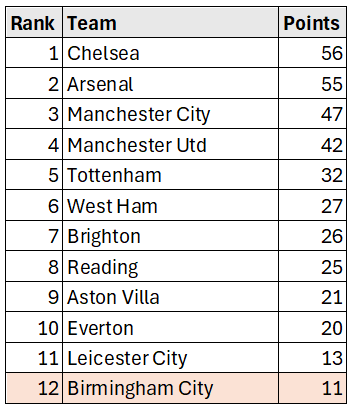 Rank Team Points
1 Chelsea 56
2 Arsenal 55
3 Manchester City 47
4 Manchester Utd 42
5 Tottenham 32
6 West Ham 27
7 Brighton 26
8 Reading 25
9 Aston Villa 21
10 Everton 20
11 Leicester City 13
12 Birmingham City 11